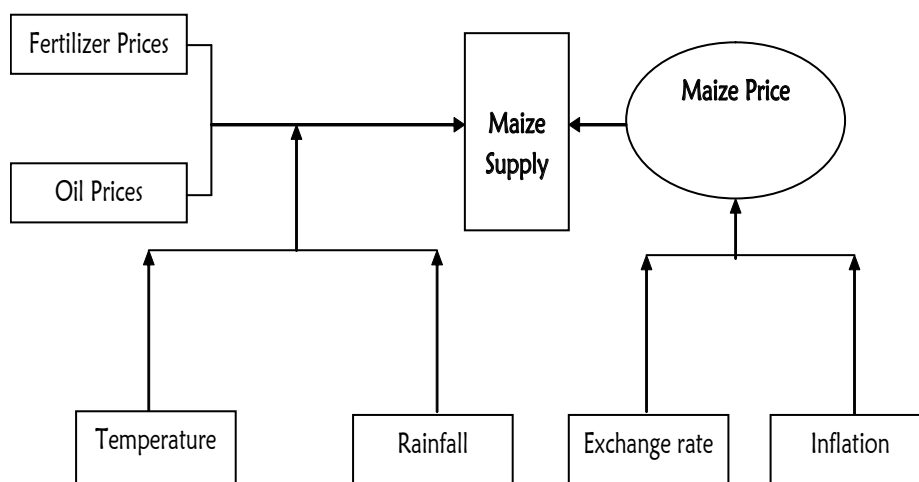 Fertilizer Prices
Maize Price
Maize
Supply
Oil Prices
Temperature
Rainfall
Exchange rate
Inflation